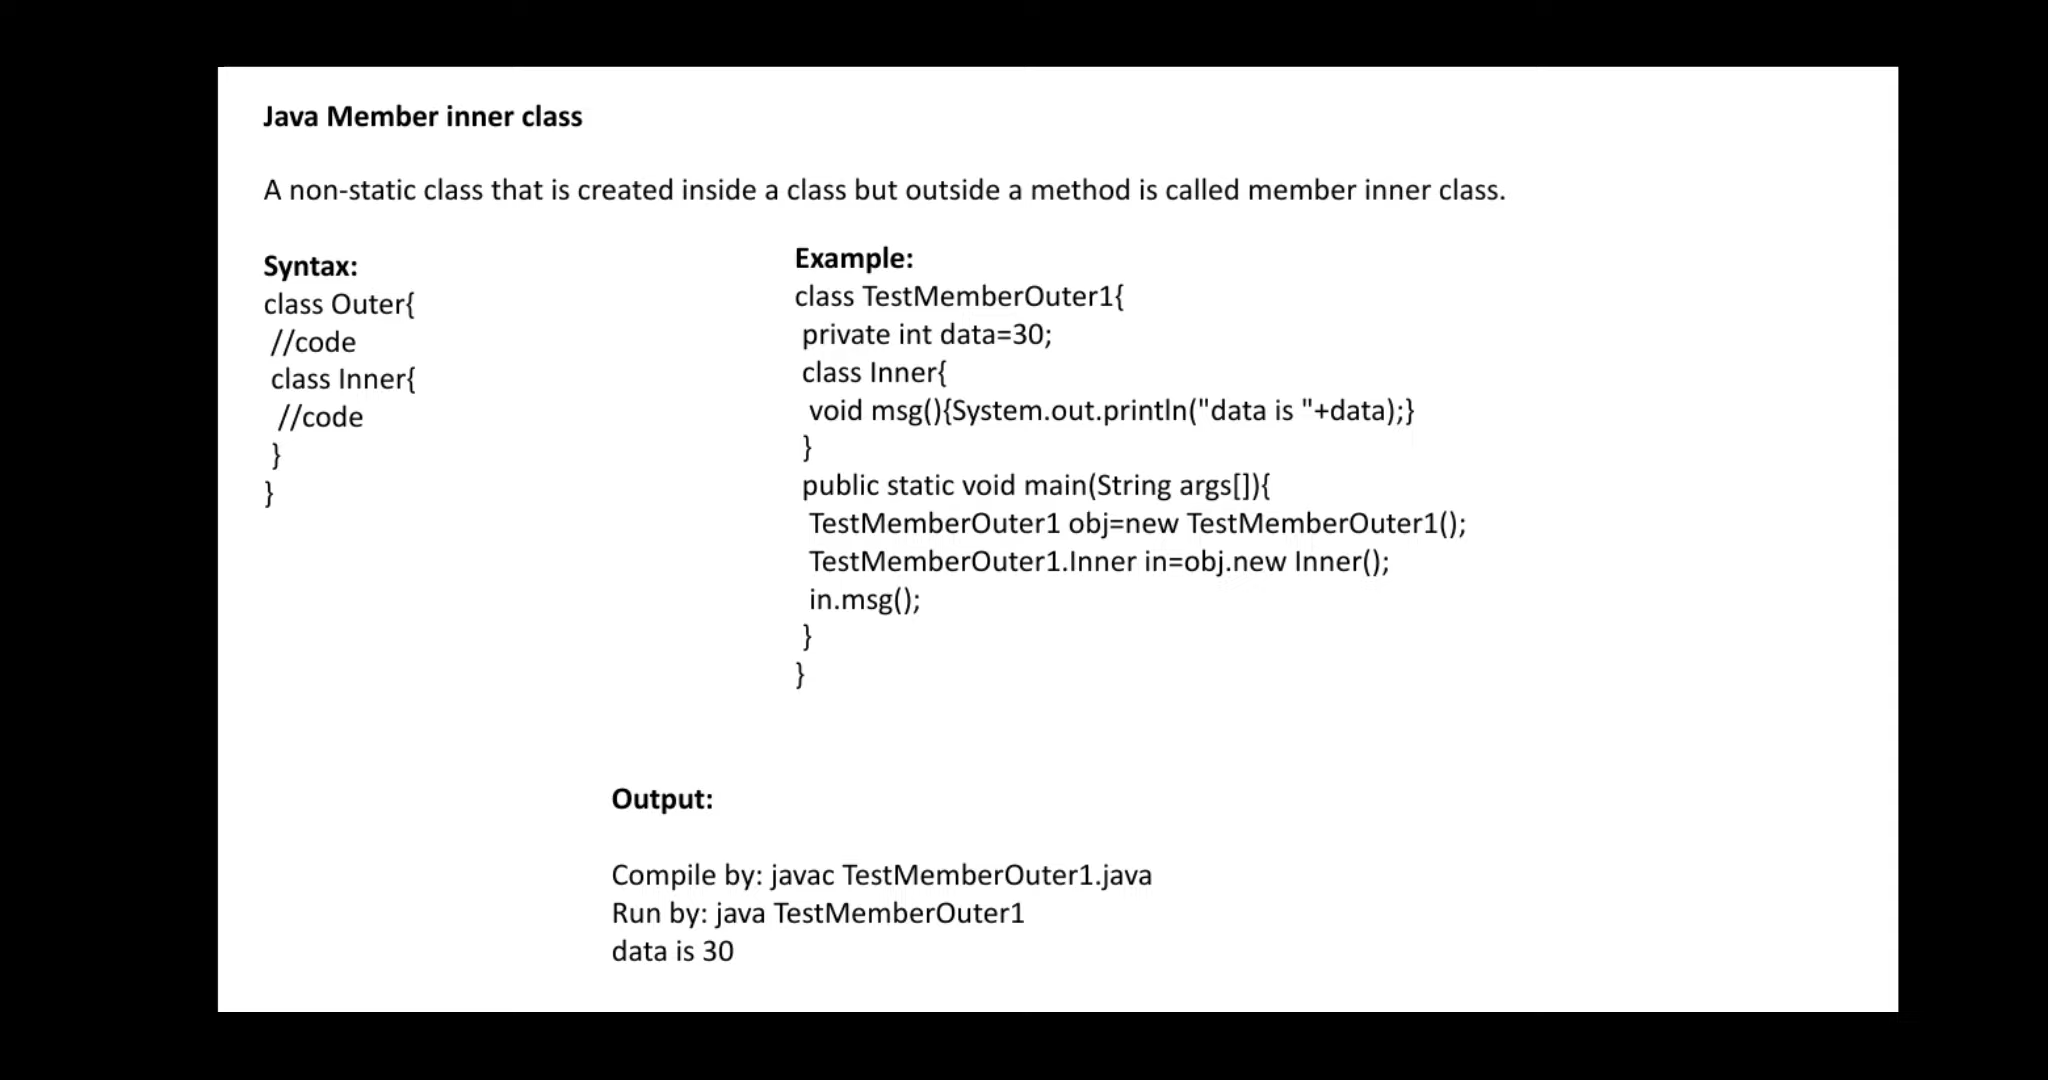 Java Member inner class
A non-static class that is created inside a class but outside a method is called member inner class.
Syntax:
class Outer{
//code
class Inner{
//code
}
}
Example:
class TestMemberOuter1{
private int data=30;
class Inner{
void msg(){System.out.println("data is "+data);}
}
public static void main(String args[]){
TestMemberOuter1 obj=new TestMemberOuter1();
TestMemberOuter1.Inner in=obj.new Inner();
in.msg();
}
}
Output:
Compile by: javac TestMemberOuter1.java
Run by: java TestMemberOuter1
data is 30